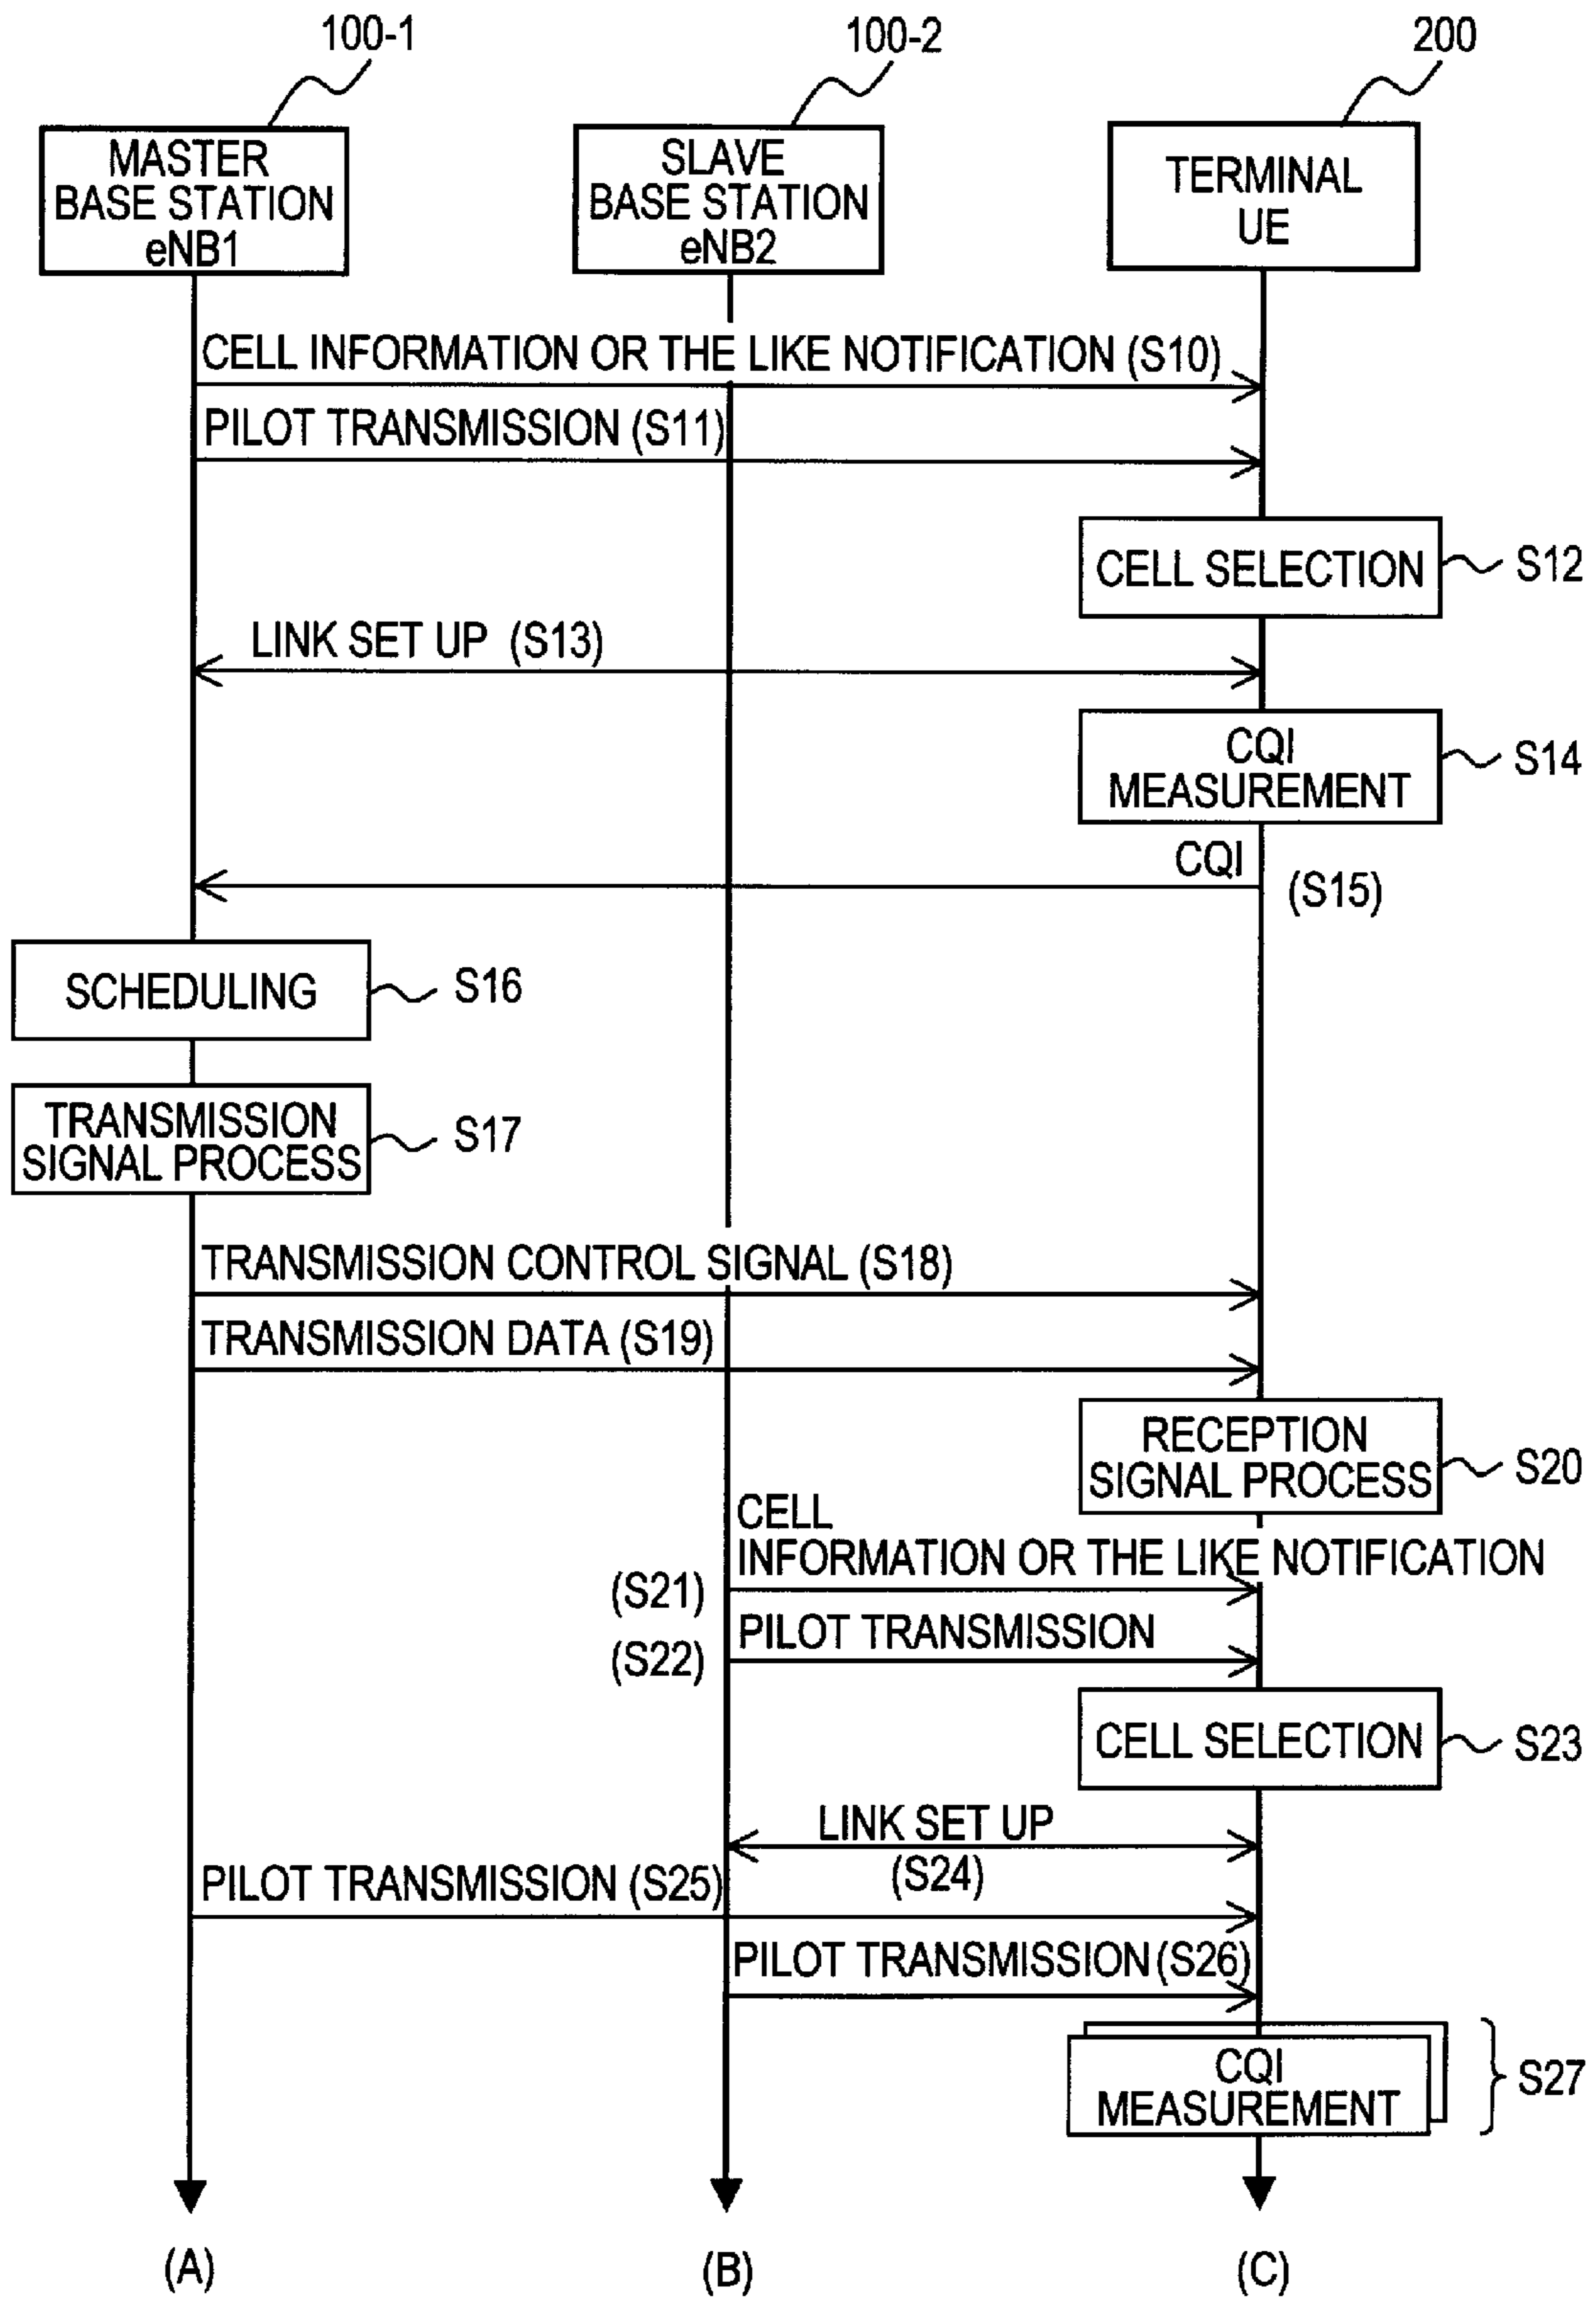 100-1
100-2
200
MASTER
BASE STATION
eNB1
SLAVE
BASE STATION
eNB2
TERMINAL
UE
CELL INFORMATION OR THE LIKE NOTIFICATION (S10)
PILOT TRANSMISSION (S11)
CELL SELECTION
S12
LINK SET UP (S13)
CQI
MEASUREMENT
S14
CQI
(S15)
SCHEDULING
S16
TRANSMISSION
SIGNAL PROCESS
S17
TRANSMISSION CONTROL SIGNAL (S18)
TRANSMISSION DATA (S19)
RECEPTION
SIGNAL PROCESS
S20
CELL
INFORMATION OR THE LIKE NOTIFICATION
(S21)
PILOT TRANSMISSION
(S22)
CELL SELECTION
S23
LINK SET UP
(S24)
PILOT TRANSMISSION (S25)
PILOT TRANSMISSION (S26)
CQI
MEASUREMENT
S27
(A)
(B)
(C)